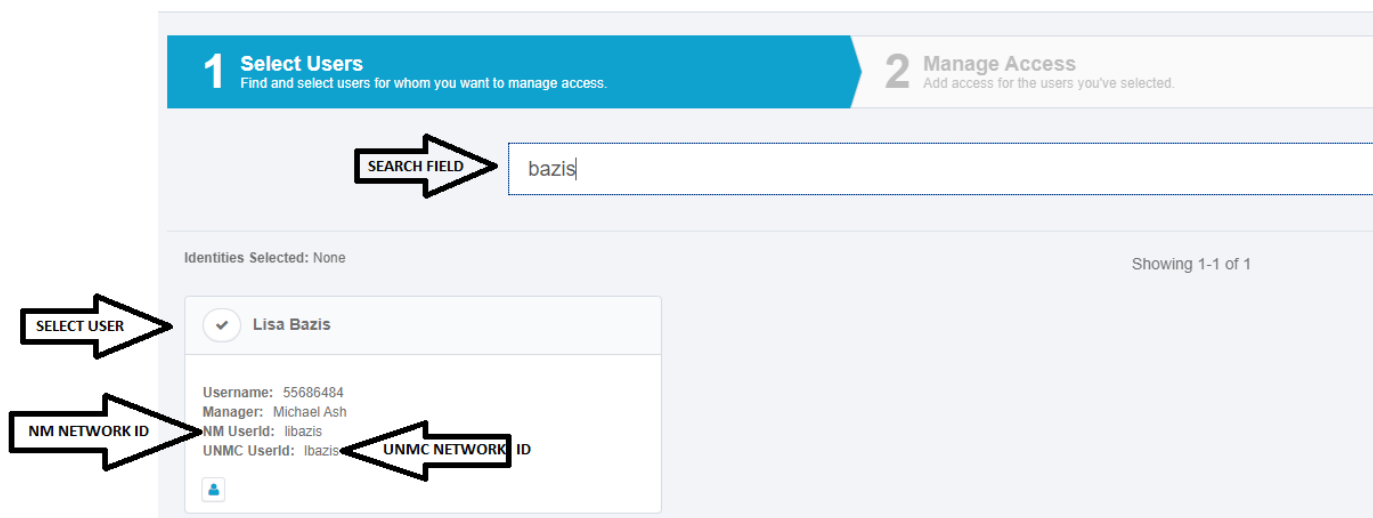 1 Select Users
Find and select users for whom you want to manage access.
2 Manage Access
Add access for the users you've selected.
SEARCH FIELD
bazis
Identities Selected: None
Showing 1-1 of 1
SELECT USER
Lisa Bazis
Username: 55686484
Manager: Michael Ash
NM NETWORK ID
NM UserId: libazis
UNMC UserId: lbazis
UNMC NETWORK ID